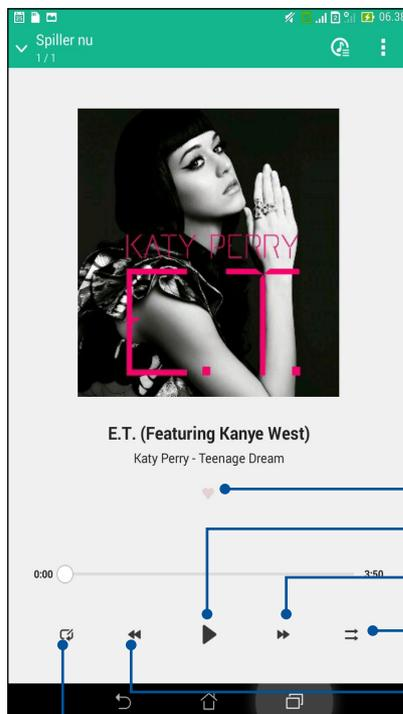 06.38
Spiller nu
1/1
KATY PERRY
E.T.
E.T. (Featuring Kanye West)
Katy Perry - Teenage Dream
0:00
3:50